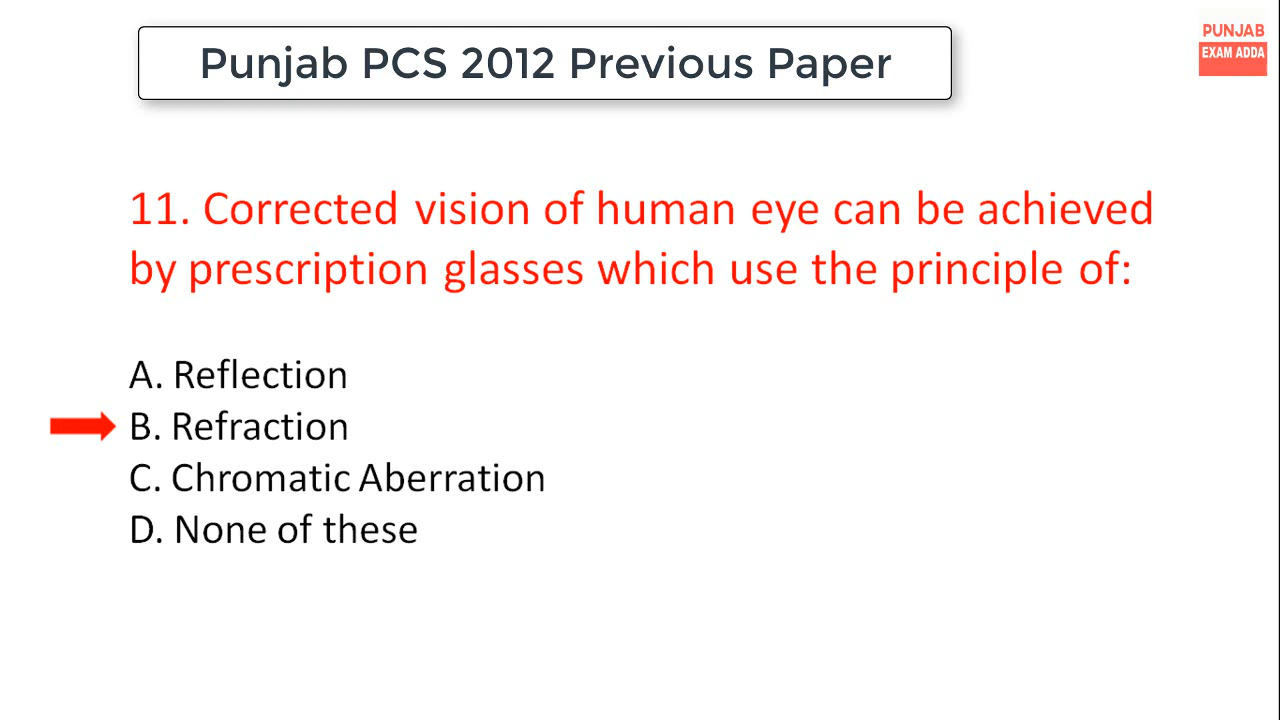 Punjab PCS 2012 Previous Paper
PUNJAB
EXAM ADDA
11. Corrected vision of human eye can be achieved
by prescription glasses which use the principle of:
A. Reflection
B. Refraction
C. Chromatic Aberration
D. None of these